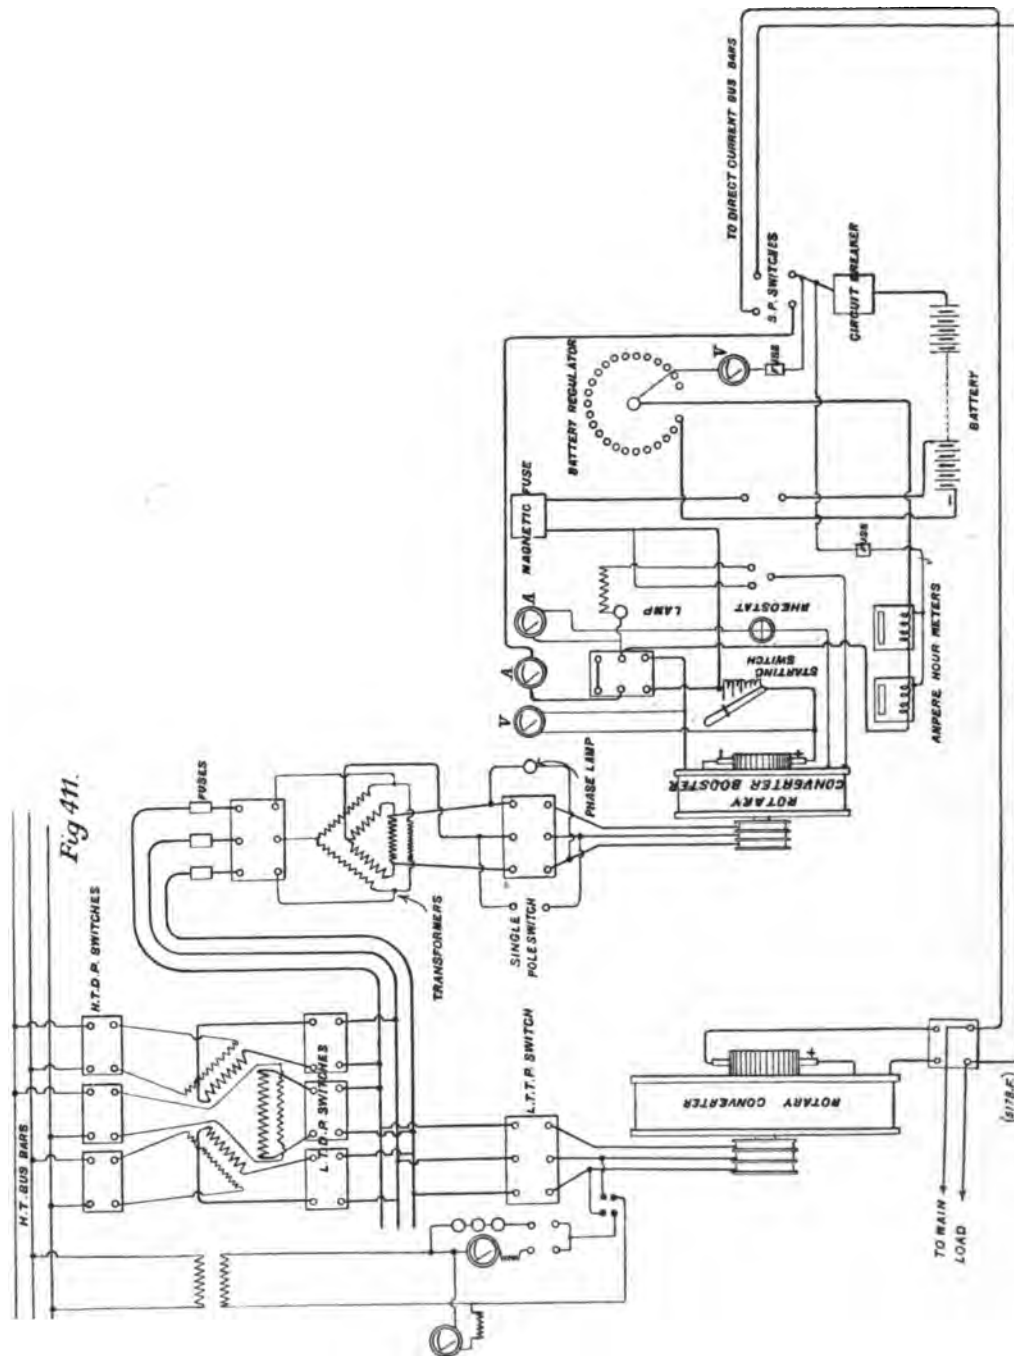 Fig 411.
H.T. BUS BARS
H.T.D.P. SWITCHES
L.T.D.P. SWITCHES
FUSES
TRANSFORMERS
SINGLE
POLESWITCH
PHASE LAMP
L.T.T.P. SWITCH
ROTARY CONVERTER
TO MAIN
LOAD
ROTARY
CONVERTER BOOSTER
+
+
V
A
A
MAGNETIC FUSE
LAMP
RHEOSTAT
STARTING
SWITCH
BATTERY REGULATOR
V
FUSE
FUSE
AMPERE HOUR METERS
BATTERY
CIRCUIT BREAKER
S.P. SWITCHES
TO DIRECT CURRENT BUS BARS